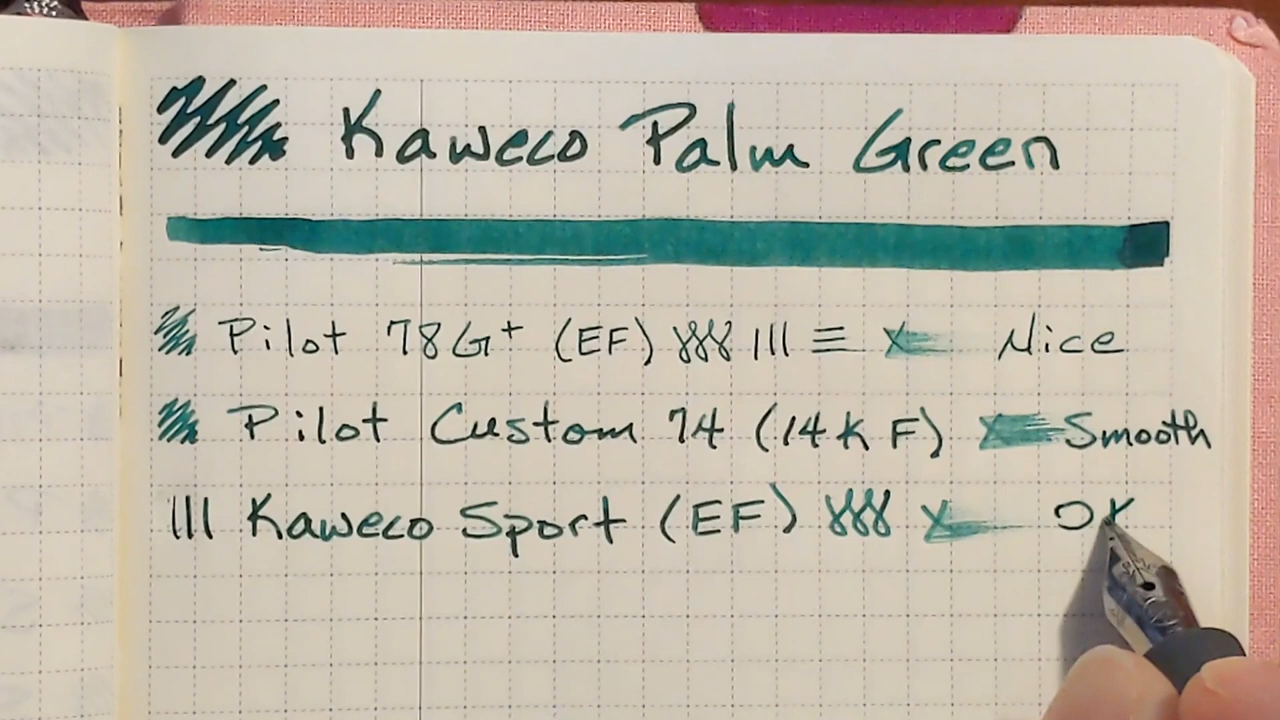 Kaweco Palm Green
Pilot 78G+ (EF) Nice
Pilot Custom 74 (14K F) Smooth
Kaweco Sport (EF) OK